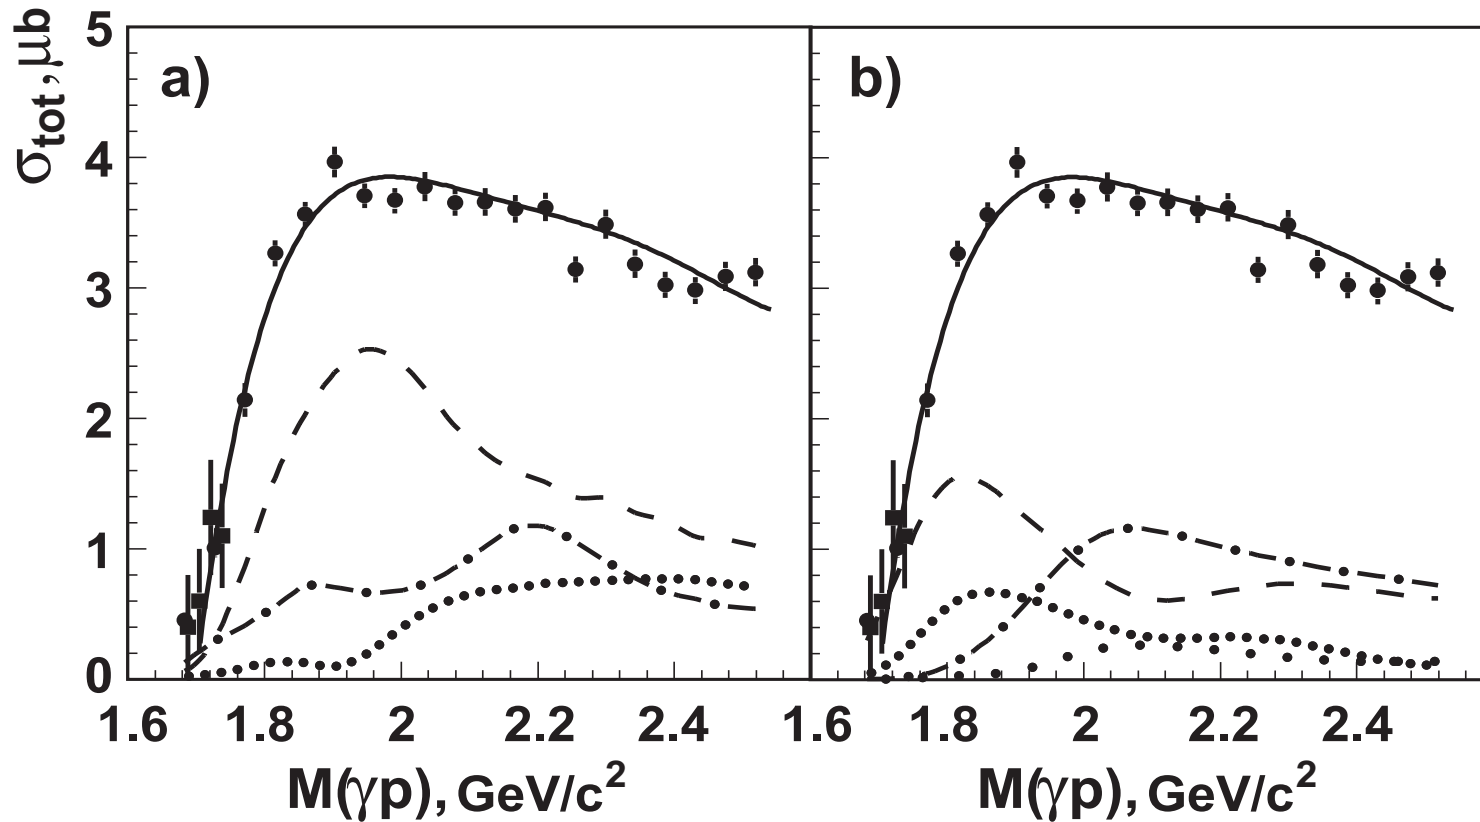 σtot, μb
5
4
3
2
1
0
a)
b)
1.6 1.8 2 2.2 2.4 1.6 1.8 2 2.2 2.4
M(γp), GeV/c² M(γp), GeV/c²